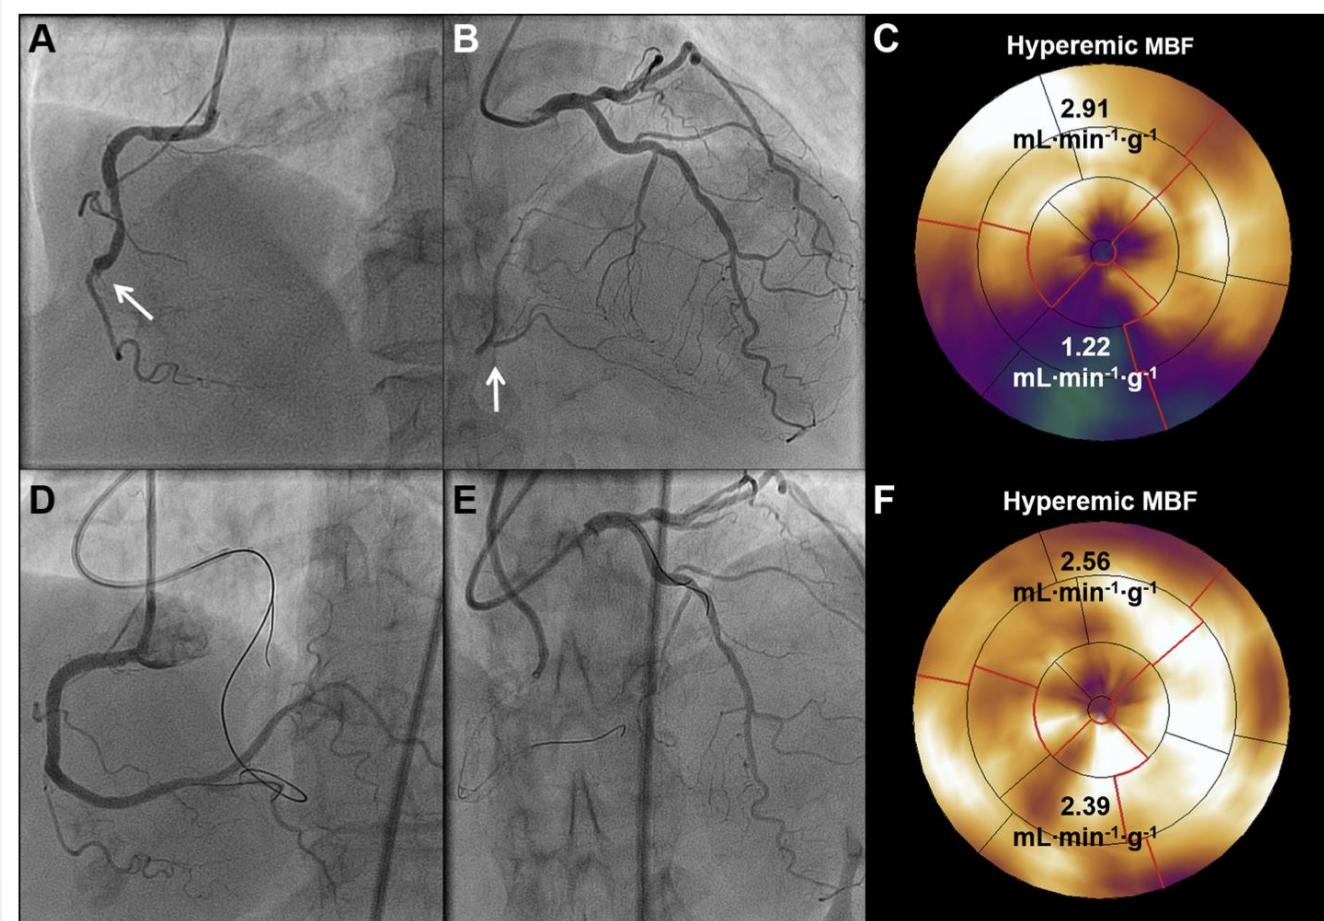 A
B
C
Hyperemic MBF
2.91
mL·min⁻¹·g⁻¹
1.22
mL·min⁻¹·g⁻¹
D
E
F
Hyperemic MBF
2.56
mL·min⁻¹·g⁻¹
2.39
mL·min⁻¹·g⁻¹